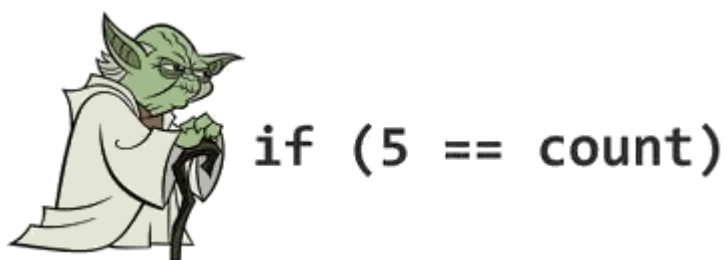 if (5 == count)